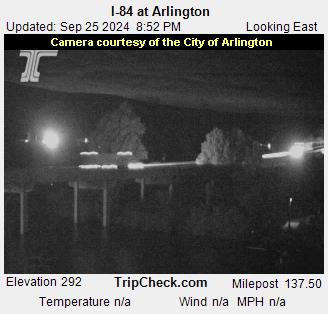 I-84 at Arlington
Updated: Sep 25 2024 8:52 PM Looking East
Camera courtesy of the City of Arlington
Elevation 292 TripCheck.com Milepost 137.50
Temperature n/a Wind n/a MPH n/a